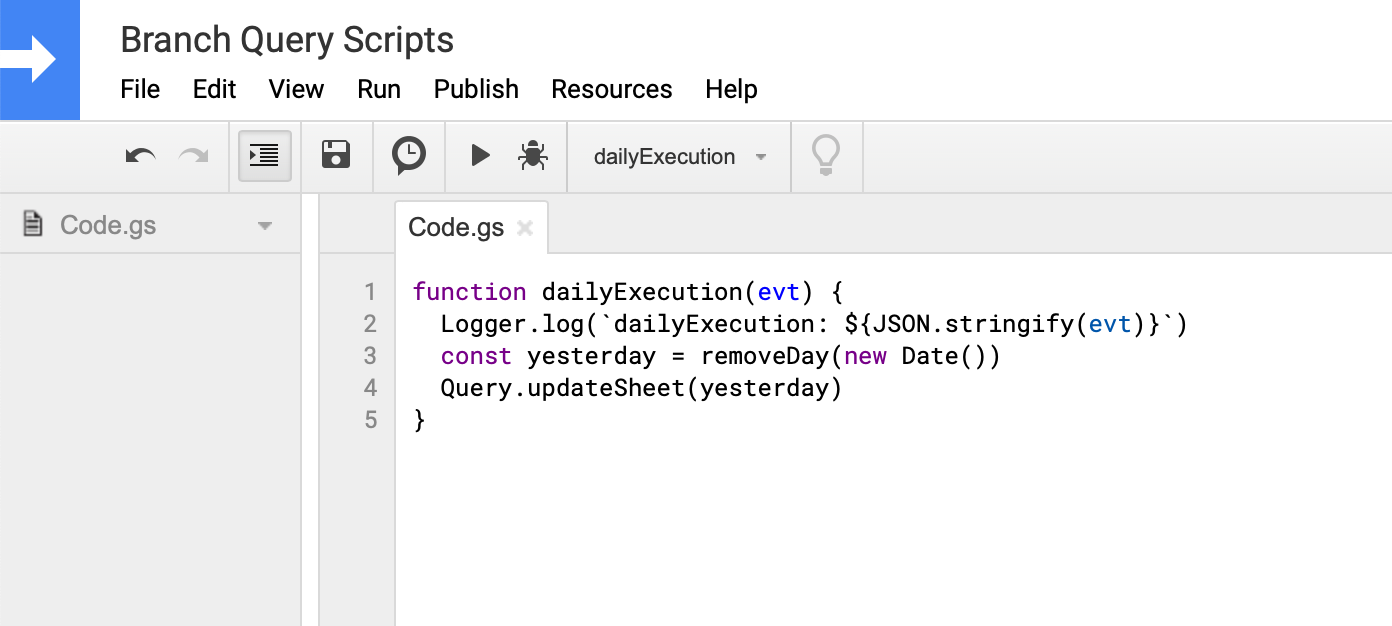 Branch Query Scripts
File Edit View Run Publish Resources Help
dailyExecution
Code.gs
Code.gs
1 function dailyExecution(evt) {
2   Logger.log(`dailyExecution: ${JSON.stringify(evt)}`)
3   const yesterday = removeDay(new Date())
4   Query.updateSheet(yesterday)
5 }